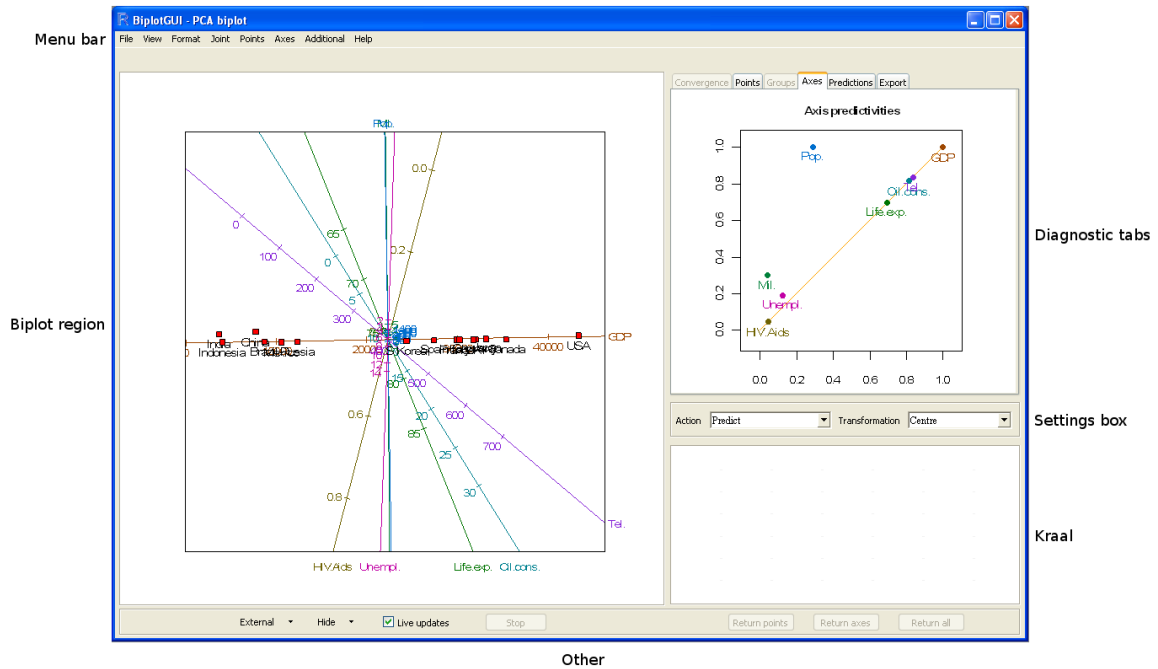 BiplotGUI - PCA biplot
Menu bar
File View Format Joint Points Axes Additional Help
Convergence Points Groups Axes Predictions Export
Axis predictivities
Pop.
GDP
Tel.
Oil.cons.
Life.exp.
Mil.
Unempl.
HIV.Aids
1.0
0.8
0.6
0.4
0.2
0.0
0.0 0.2 0.4 0.6 0.8 1.0
Diagnostic tabs
Biplot region
0.0
0.2
0.6
0.8
65
70
80
85
0
5
15
20
25
30
0
100
200
300
500
600
700
12
14
40000
GDP
India
Indonesia
Russia
Korea
Canada
USA
Tel.
HIV.Aids Unempl. Life.exp. Oil.cons.
Action Predict Transformation Centre
Settings box
Kraal
External Hide Live updates Stop Return points Return axes Return all
Other